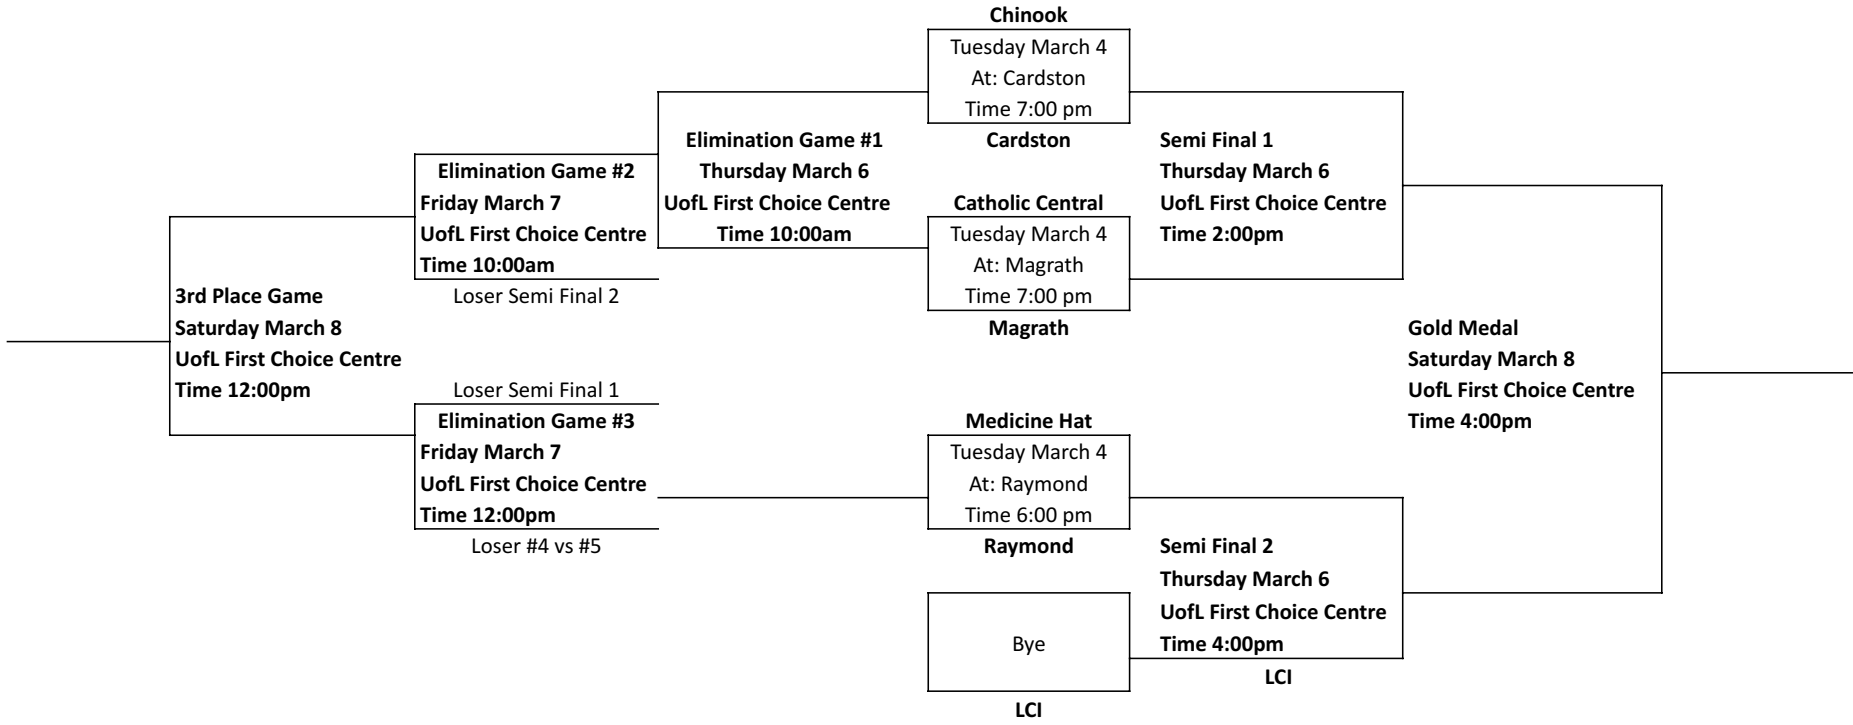 Chinook
Tuesday March 4
At: Cardston
Time 7:00 pm
Cardston
Elimination Game #1
Thursday March 6
UofL First Choice Centre
Time 10:00am
Semi Final 1
Thursday March 6
UofL First Choice Centre
Time 2:00pm
Elimination Game #2
Friday March 7
UofL First Choice Centre
Time 10:00am
Loser Semi Final 2
Catholic Central
Tuesday March 4
At: Magrath
Time 7:00 pm
Magrath
3rd Place Game
Saturday March 8
UofL First Choice Centre
Time 12:00pm
Gold Medal
Saturday March 8
UofL First Choice Centre
Time 4:00pm
Loser Semi Final 1
Elimination Game #3
Friday March 7
UofL First Choice Centre
Time 12:00pm
Loser #4 vs #5
Medicine Hat
Tuesday March 4
At: Raymond
Time 6:00 pm
Raymond
Semi Final 2
Thursday March 6
UofL First Choice Centre
Time 4:00pm
LCI
Bye
LCI